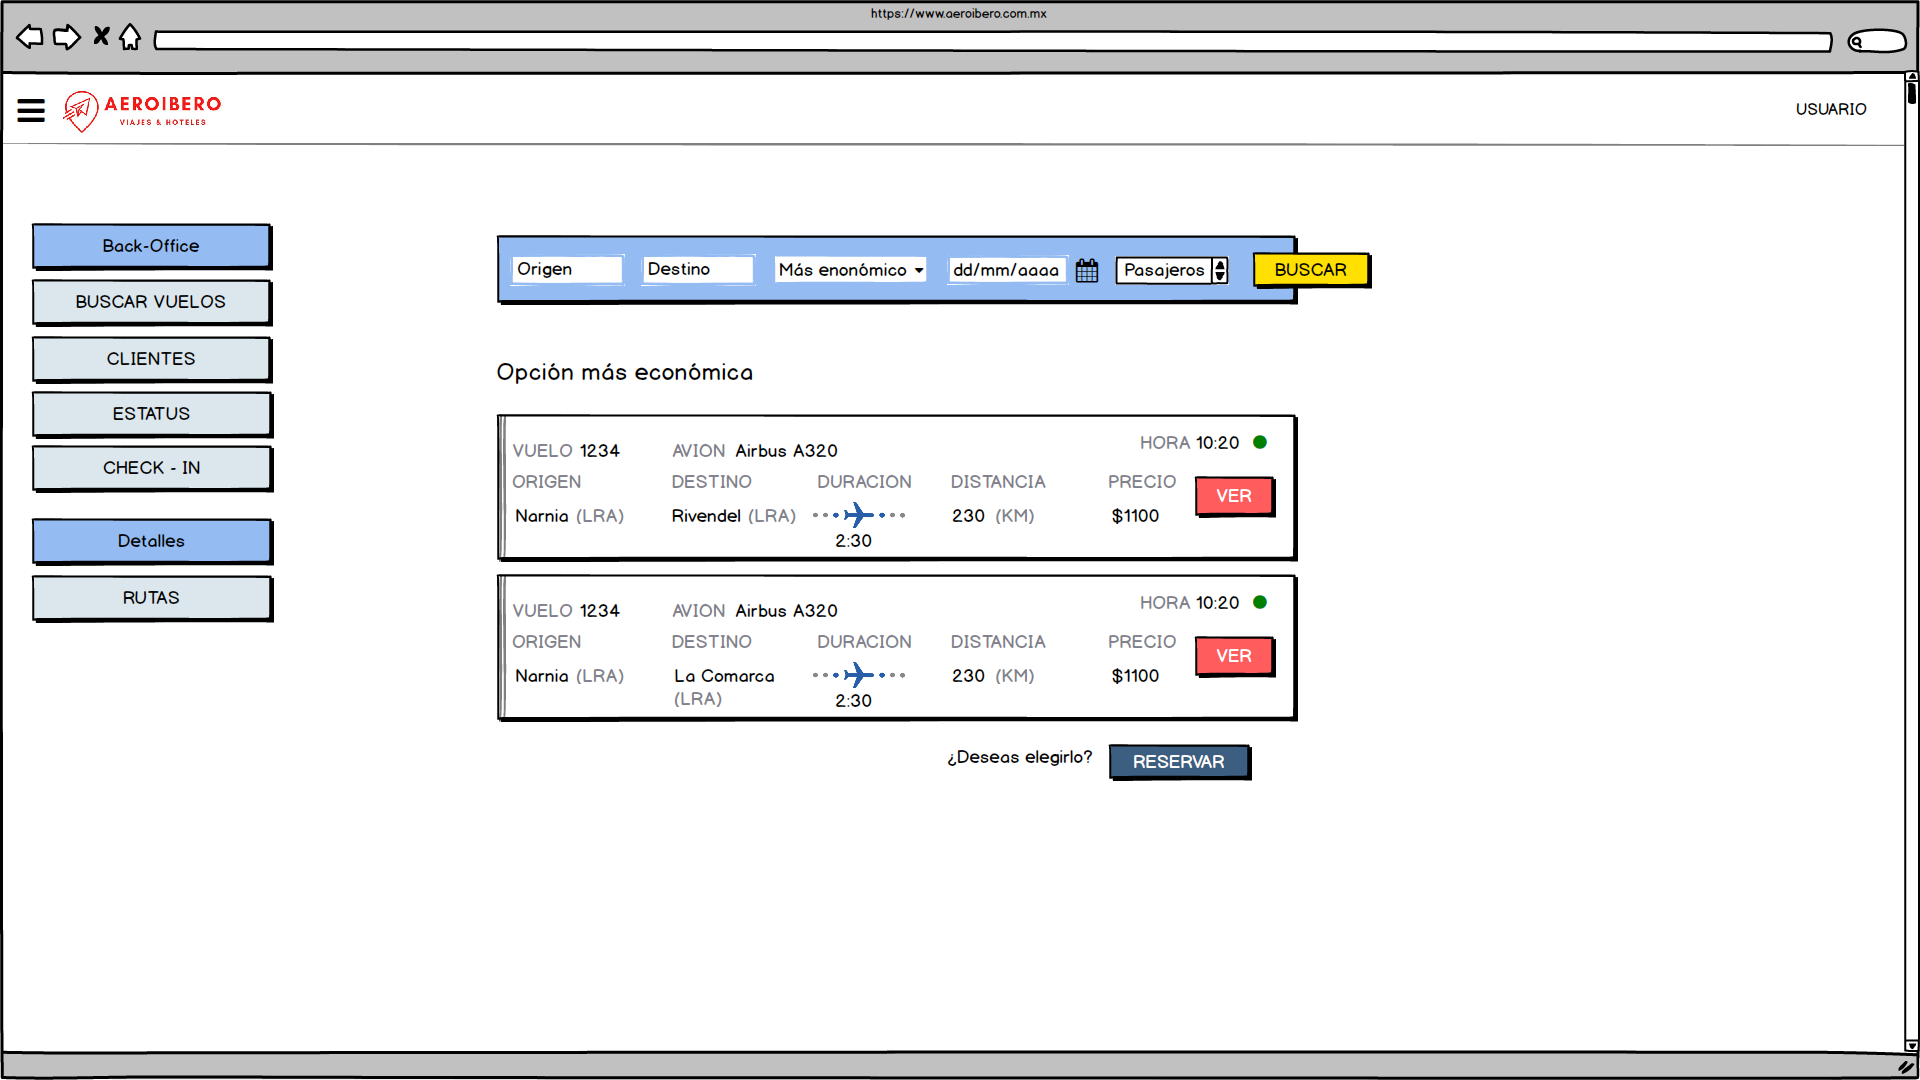 https://www.aeroibero.com.mx
AEROIBERO
VIAJES & HOTELES
USUARIO
Back-Office
BUSCAR VUELOS
CLIENTES
ESTATUS
CHECK - IN
Detalles
RUTAS
Origen Destino Más enonómico dd/mm/aaaa Pasajeros BUSCAR
Opción más económica
VUELO 1234 AVION Airbus A320 HORA 10:20
ORIGEN DESTINO DURACION DISTANCIA PRECIO VER
Narnia (LRA) Rivendel (LRA) 230 (KM) $1100
2:30
VUELO 1234 AVION Airbus A320 HORA 10:20
ORIGEN DESTINO DURACION DISTANCIA PRECIO VER
Narnia (LRA) La Comarca 230 (KM) $1100
(LRA) 2:30
¿Deseas elegirlo? RESERVAR